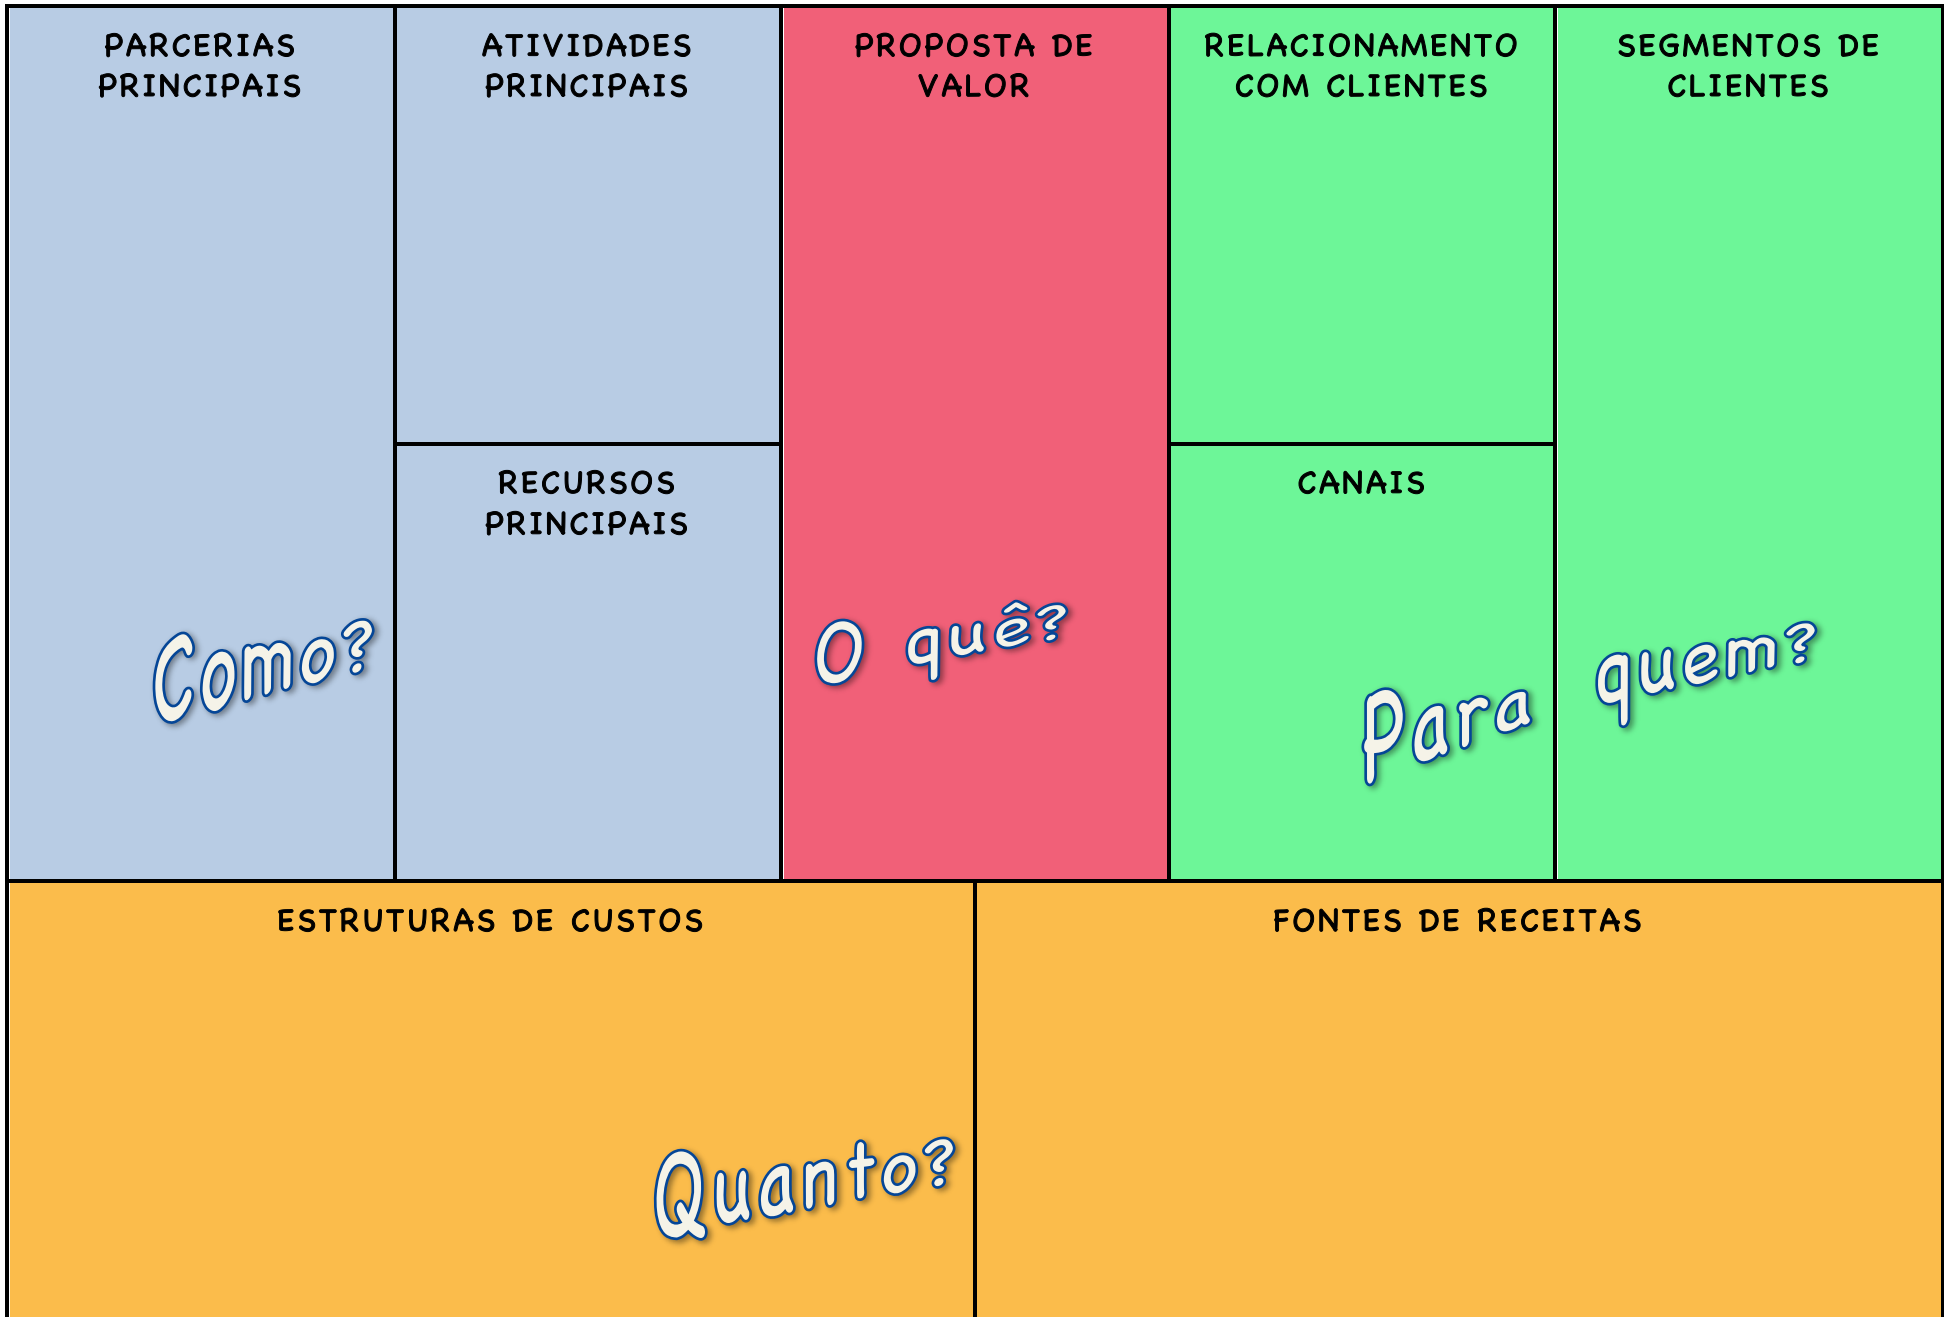 PARCERIAS
PRINCIPAIS
ATIVIDADES
PRINCIPAIS
PROPOSTA DE
VALOR
RELACIONAMENTO
COM CLIENTES
SEGMENTOS DE
CLIENTES
RECURSOS
PRINCIPAIS
CANAIS
Como?
O quê?
Para quem?
ESTRUTURAS DE CUSTOS
FONTES DE RECEITAS
Quanto?